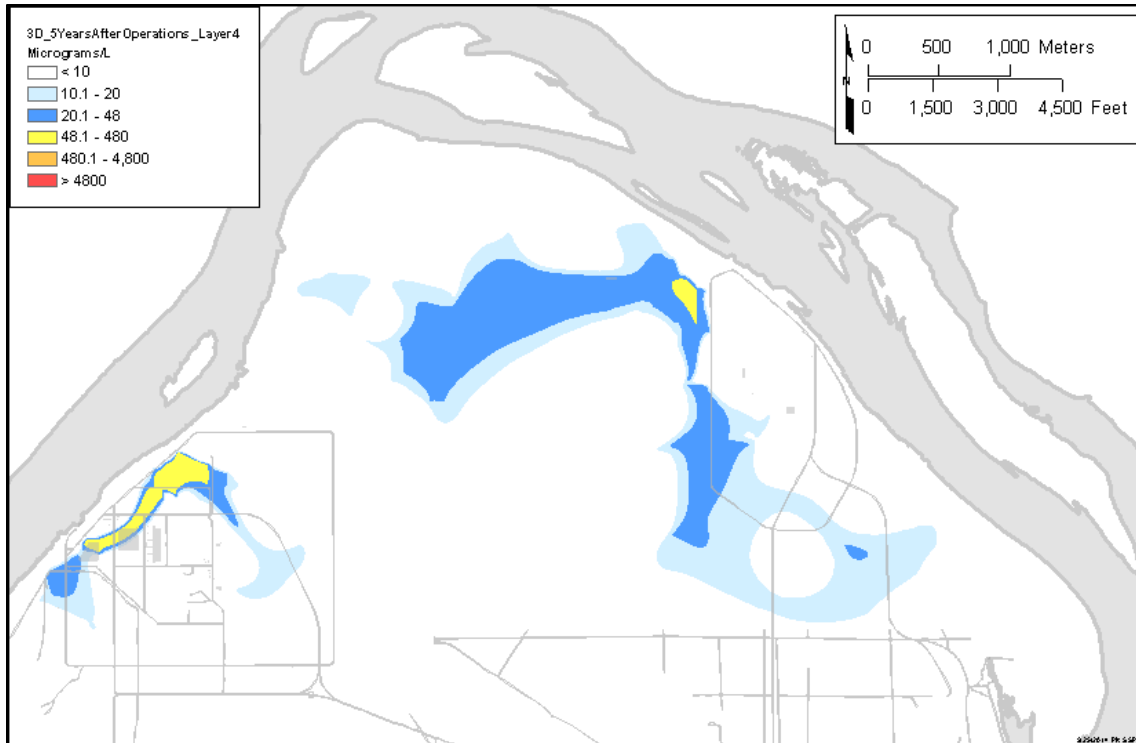 3D_5YearsAfterOperations_Layer4
Micrograms/L
< 10
10.1 - 20
20.1 - 48
48.1 - 480
480.1 - 4,800
> 4800
0 500 1,000 Meters
N
0 1,500 3,000 4,500 Feet